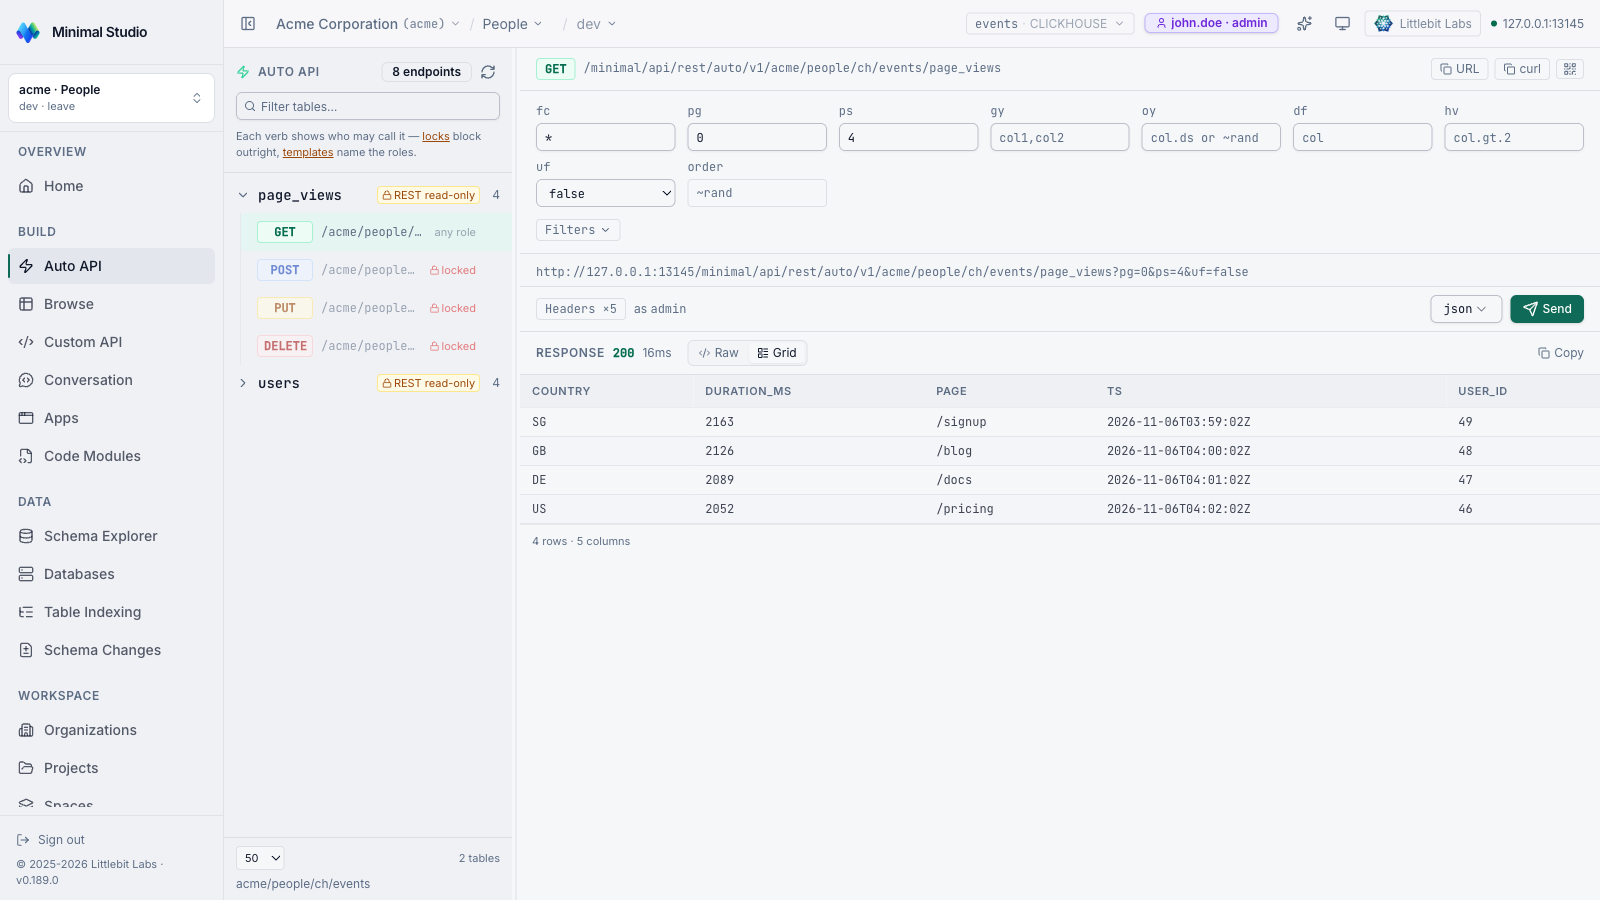 Minimal Studio
acme · People
dev · leave
OVERVIEW
Home
BUILD
Auto API
Browse
Custom API
Conversation
Apps
Code Modules
DATA
Schema Explorer
Databases
Table Indexing
Schema Changes
WORKSPACE
Organizations
Projects
Spaces
Sign out
© 2025-2026 Littlebit Labs ·
v0.189.0
Acme Corporation (acme) / People / dev
events · CLICKHOUSE
john.doe · admin
Littlebit Labs
127.0.0.1:13145
AUTO API
8 endpoints
Filter tables…
Each verb shows who may call it — locks block
outright, templates name the roles.
page_views REST read-only 4
GET /acme/people/… any role
POST /acme/people… locked
PUT /acme/people… locked
DELETE /acme/people… locked
users REST read-only 4
50 2 tables
acme/people/ch/events
GET /minimal/api/rest/auto/v1/acme/people/ch/events/page_views
URL curl
fc pg ps gy oy df hv
* 0 4 col1,col2 col.ds or ~rand col col.gt.2
uf order
false ~rand
Filters
http://127.0.0.1:13145/minimal/api/rest/auto/v1/acme/people/ch/events/page_views?pg=0&ps=4&uf=false
Headers ×5 as admin
json Send
RESPONSE 200 16ms Raw Grid Copy
COUNTRY DURATION_MS PAGE TS USER_ID
SG 2163 /signup 2026-11-06T03:59:02Z 49
GB 2126 /blog 2026-11-06T04:00:02Z 48
DE 2089 /docs 2026-11-06T04:01:02Z 47
US 2052 /pricing 2026-11-06T04:02:02Z 46
4 rows · 5 columns